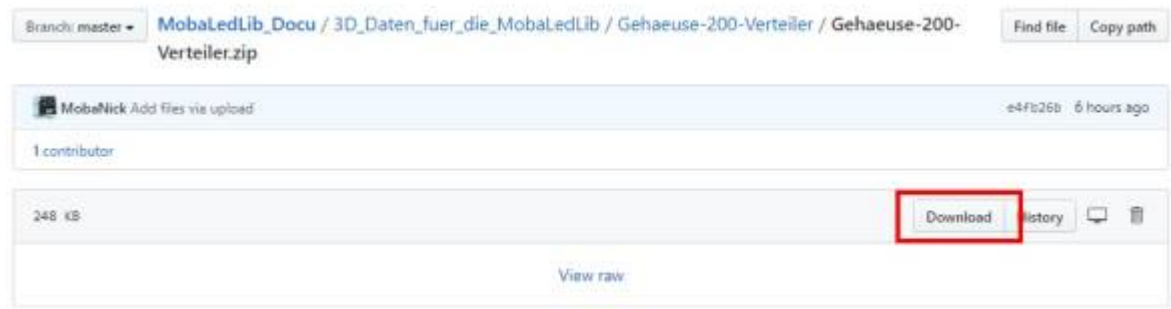 Branch: master MobaLedLib_Docu / 3D_Daten_fuer_die_MobaLedLib / Gehaeuse-200-Verteiler / Gehaeuse-200- Find file Copy path
Verteiler.zip
MobaNick Add files via upload e4fb26b 6 hours ago
1 contributor
248 KB Download History
View raw